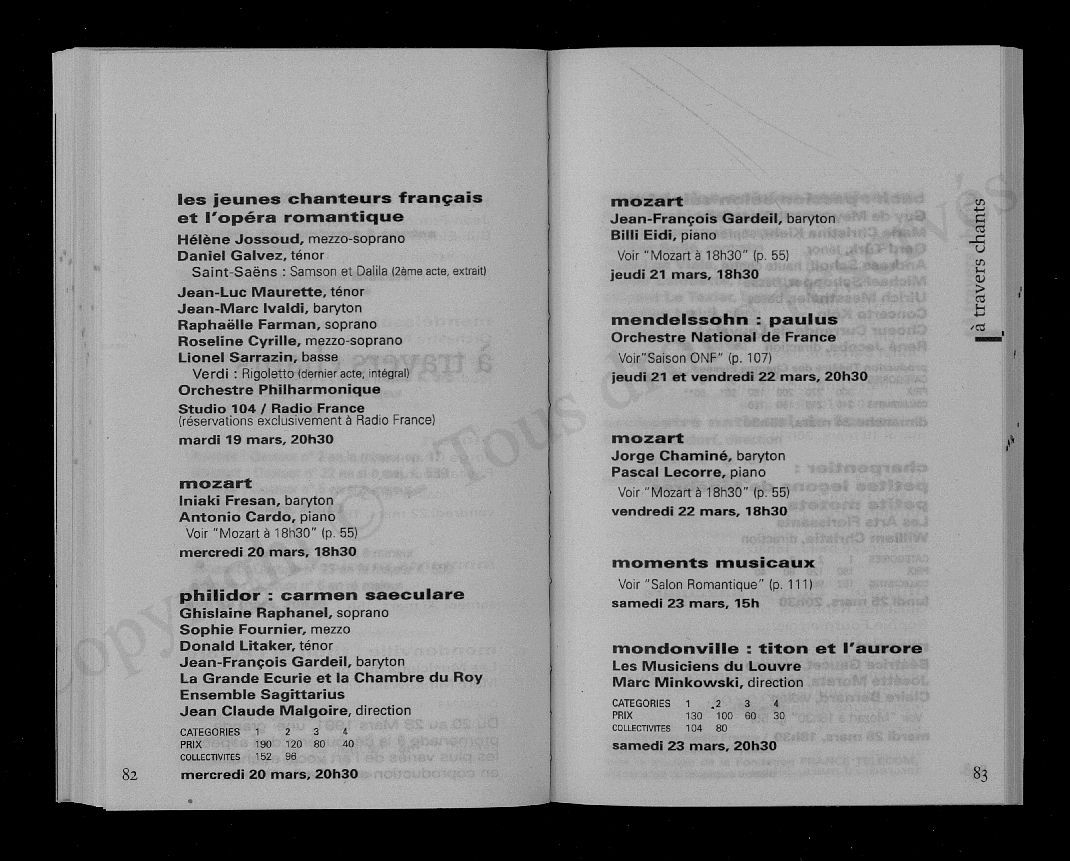 les jeunes chanteurs français
et l'opéra romantique
Hélène Jossoud, mezzo-soprano
Daniel Galvez, ténor
Saint-Saëns : Samson et Dalila (2ème acte, extrait)
Jean-Luc Maurette, ténor
Jean-Marc Ivaldi, baryton
Raphaëlle Farman, soprano
Roseline Cyrille, mezzo-soprano
Lionel Sarrazin, basse
Verdi : Rigoletto (dernier acte, intégral)
Orchestre Philharmonique
Studio 104 / Radio France
(réservations exclusivement à Radio France)
mardi 19 mars, 20h30
mozart
Iniaki Fresan, baryton
Antonio Cardo, piano
Voir "Mozart à 18h30" (p. 55)
mercredi 20 mars, 18h30
philidor : carmen saeculare
Ghislaine Raphanel, soprano
Sophie Fournier, mezzo
Donald Litaker, ténor
Jean-François Gardeil, baryton
La Grande Ecurie et la Chambre du Roy
Ensemble Sagittarius
Jean Claude Malgoire, direction
CATEGORIES 1 2 3 4
PRIX 190 120 80 40
COLLECTIVITES 152 96
mercredi 20 mars, 20h30
82
mozart
Jean-François Gardeil, baryton
Billi Eidi, piano
Voir "Mozart à 18h30" (p. 55)
jeudi 21 mars, 18h30
mendelssohn : paulus
Orchestre National de France
Voir"Saison ONF" (p. 107)
jeudi 21 et vendredi 22 mars, 20h30
mozart
Jorge Chaminé, baryton
Pascal Lecorre, piano
Voir "Mozart à 18h30" (p. 55)
vendredi 22 mars, 18h30
moments musicaux
Voir "Salon Romantique" (p. 111)
samedi 23 mars, 15h
mondonville : titon et l'aurore
Les Musiciens du Louvre
Marc Minkowski, direction
CATEGORIES 1 2 3 4
PRIX 130 100 60 30
COLLECTIVITES 104 80
samedi 23 mars, 20h30
83
à travers chants